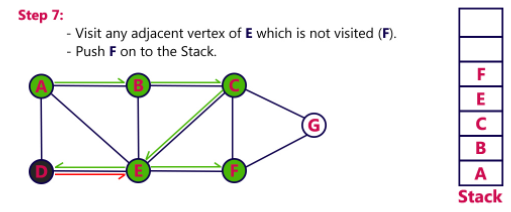 Step 7:
- Visit any adjacent vertex of E which is not visited (F).
- Push F on to the Stack.
A
B
C
G
D
E
F
F
E
C
B
A
Stack